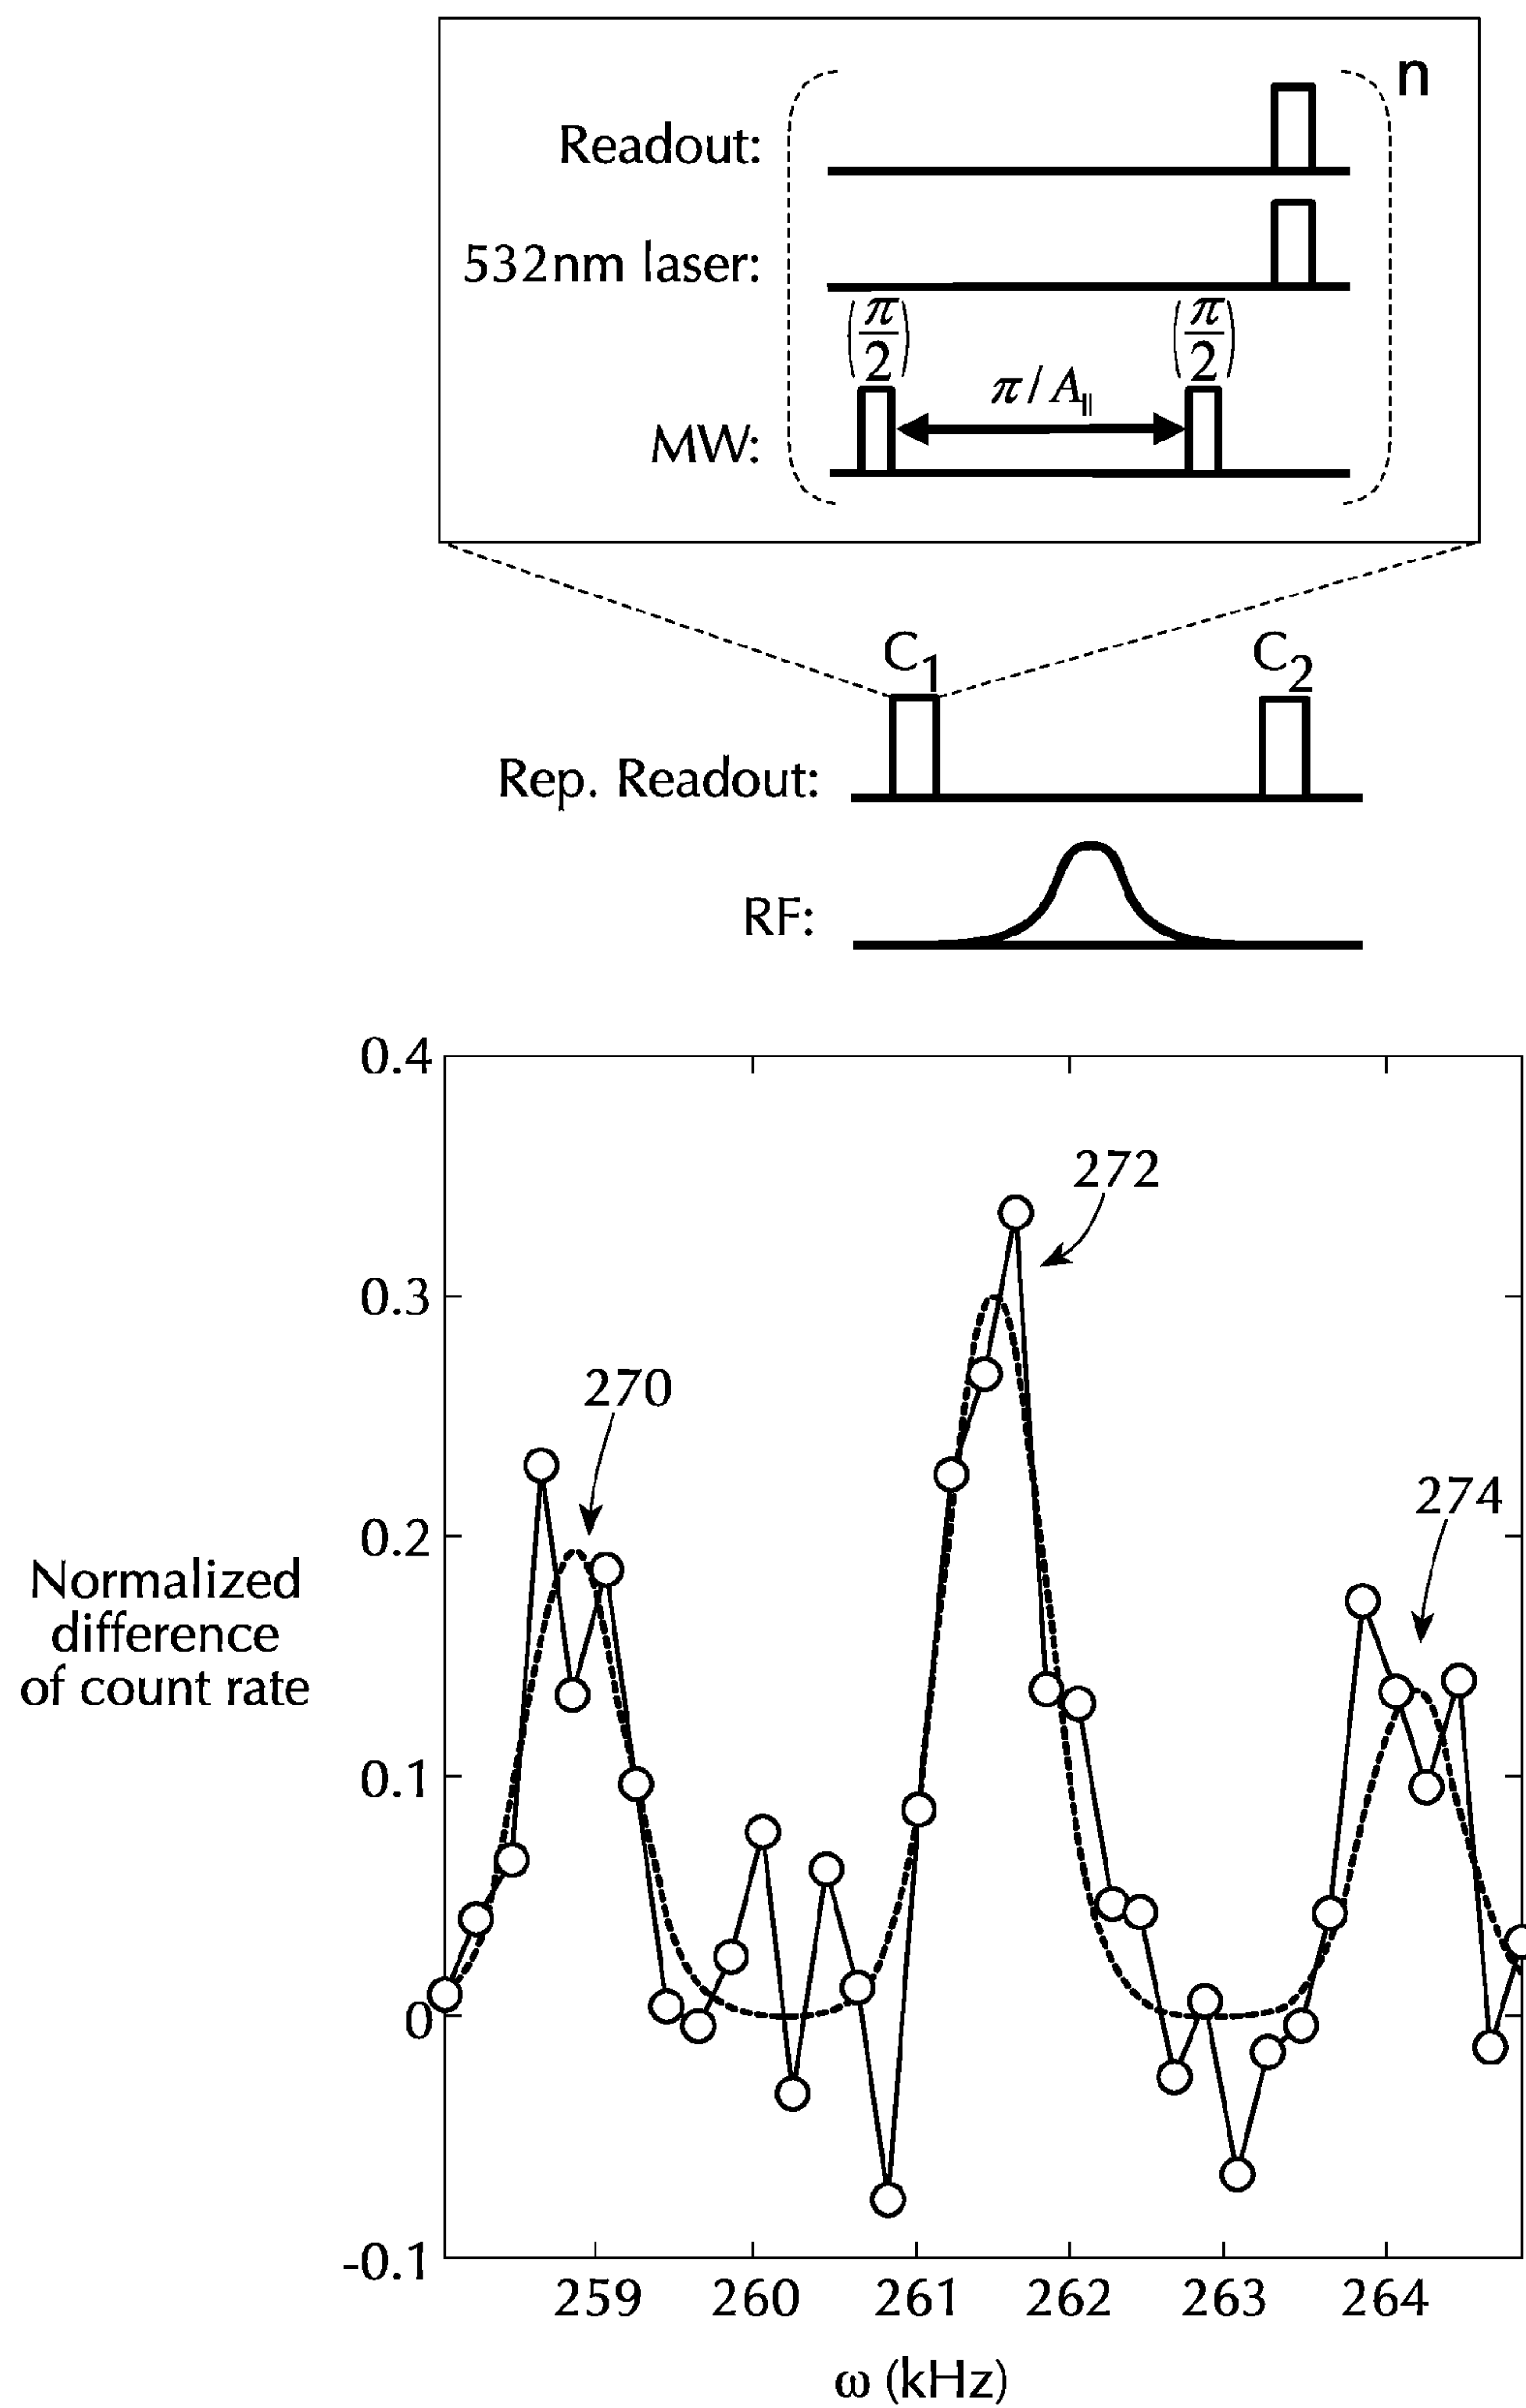 n
Readout:
532nm laser:
(π/2) (π/2)
π/A∥
MW:
C1 C2
Rep. Readout:
RF:
0.4
272
0.3
270
274
0.2
Normalized
difference
of count rate
0.1
0
-0.1
259 260 261 262 263 264
ω (kHz)